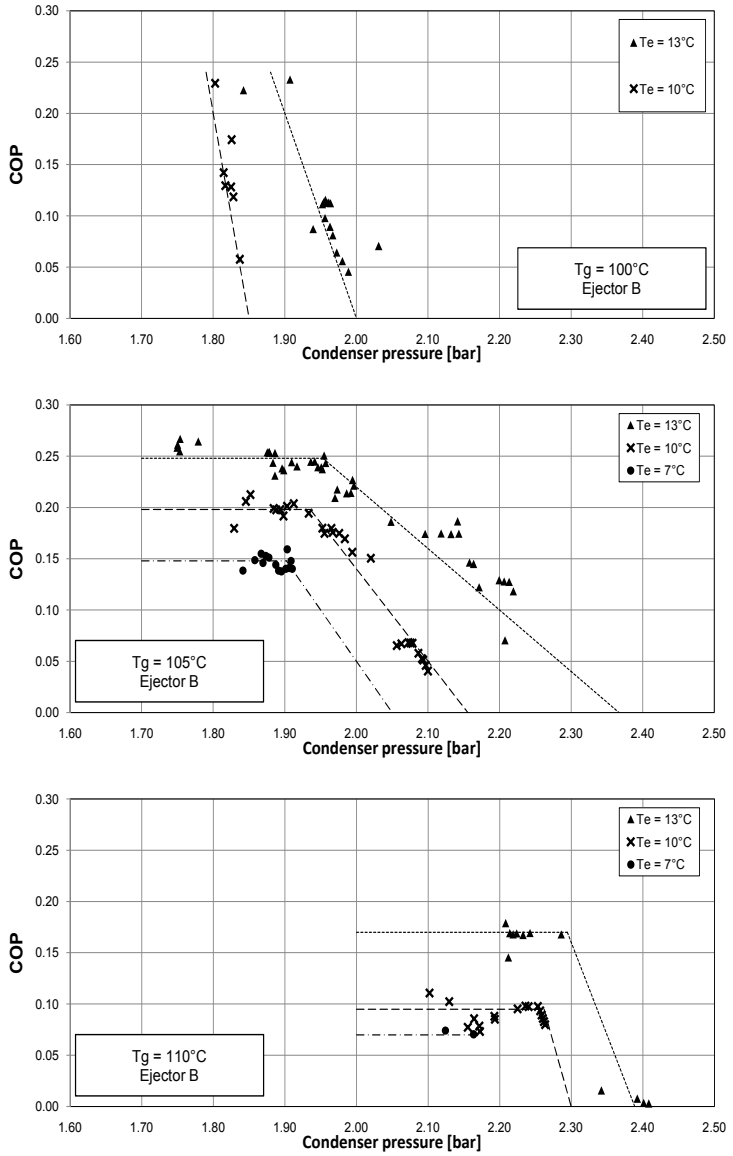 0.30
0.25
0.20
0.15
0.10
0.05
0.00
COP
Te = 13°C
Te = 10°C
Tg = 100°C
Ejector B
1.60 1.70 1.80 1.90 2.00 2.10 2.20 2.30 2.40 2.50
Condenser pressure [bar]
0.30
0.25
0.20
0.15
0.10
0.05
0.00
COP
Te = 13°C
Te = 10°C
Te = 7°C
Tg = 105°C
Ejector B
1.60 1.70 1.80 1.90 2.00 2.10 2.20 2.30 2.40 2.50
Condenser pressure [bar]
0.30
0.25
0.20
0.15
0.10
0.05
0.00
COP
Te = 13°C
Te = 10°C
Te = 7°C
Tg = 110°C
Ejector B
1.60 1.70 1.80 1.90 2.00 2.10 2.20 2.30 2.40 2.50
Condenser pressure [bar]